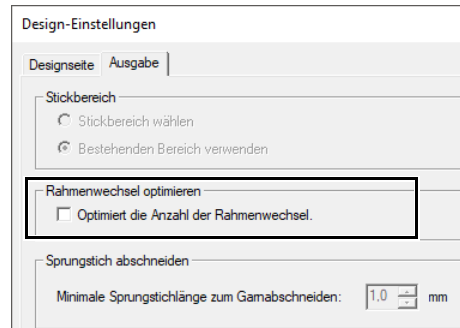 Design-Einstellungen
Designseite Ausgabe
Stickbereich
Stickbereich wählen
Bestehenden Bereich verwenden
Rahmenwechsel optimieren
Optimiert die Anzahl der Rahmenwechsel.
Sprungstich abschneiden
Minimale Sprungstichlänge zum Garnabschneiden: 1,0 mm